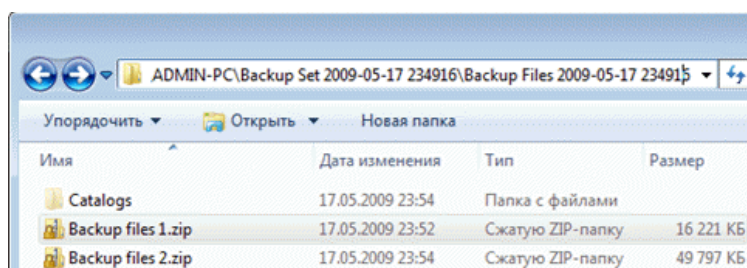 ADMIN-PC\Backup Set 2009-05-17 234916\Backup Files 2009-05-17 234915
Упорядочить Открыть Новая папка
Имя Дата изменения Тип Размер
Catalogs 17.05.2009 23:54 Папка с файлами
Backup files 1.zip 17.05.2009 23:52 Сжатую ZIP-папку 16 221 КБ
Backup files 2.zip 17.05.2009 23:54 Сжатую ZIP-папку 49 797 КБ